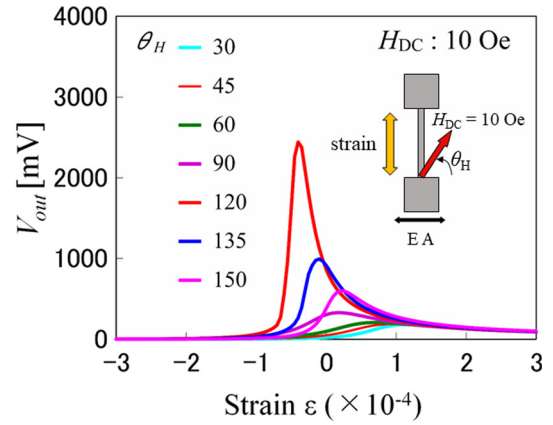 4000
3000
2000
1000
0
V_out [mV]
θ_H
30
45
60
90
120
135
150
H_DC : 10 Oe
H_DC = 10 Oe
strain
θ_H
E A
-3 -2 -1 0 1 2 3
Strain ε (×10^-4)